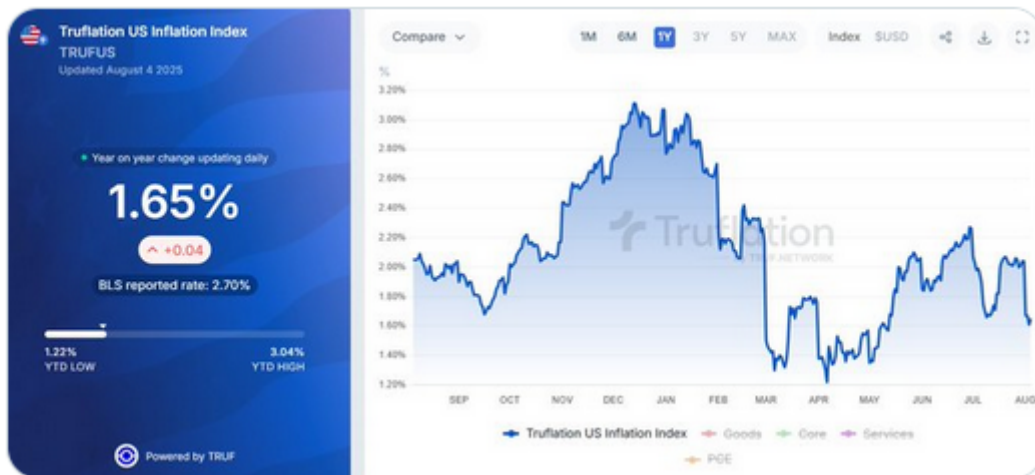 Truflation US Inflation Index
TRUFUS
Updated August 4 2025
Year on year change updating daily
1.65%
+0.04
BLS reported rate: 2.70%
1.22%
YTD LOW
3.04%
YTD HIGH
Powered by TRUF
Compare
1M 6M 1Y 3Y 5Y MAX Index $USD
%
3.20%
3.00%
2.80%
2.60%
2.40%
2.20%
2.00%
1.80%
1.60%
1.40%
1.20%
Truflation
BY TRUF.NETWORK
SEP OCT NOV DEC JAN FEB MAR APR MAY JUN JUL AUG
Truflation US Inflation Index Goods Core Services
PCE